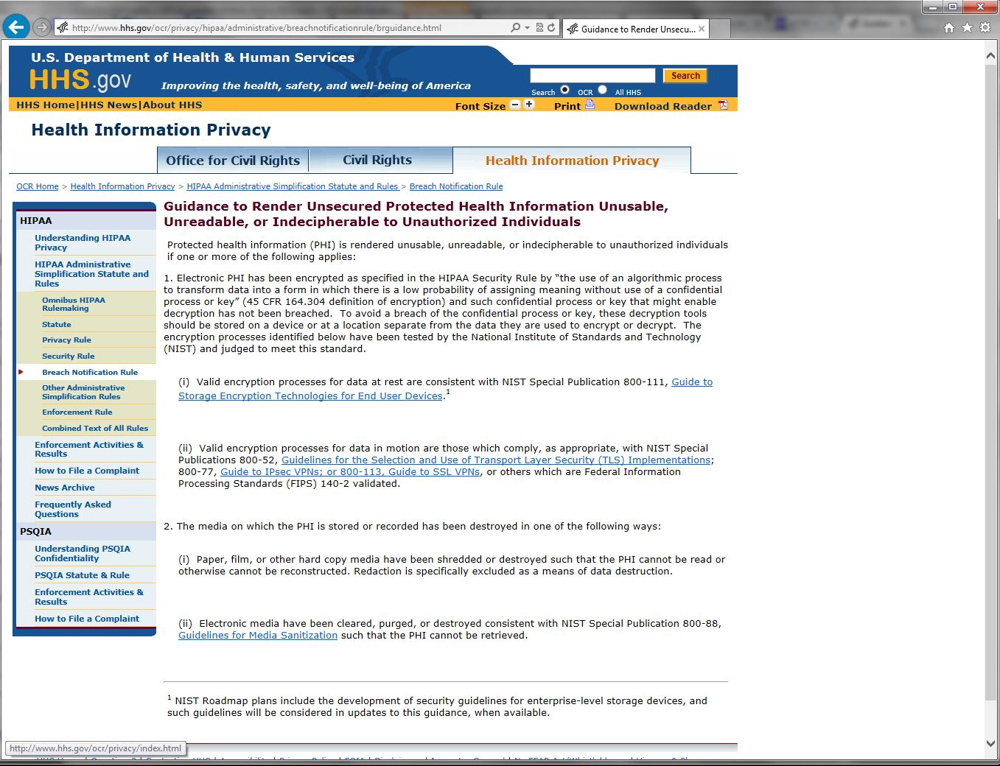 http://www.hhs.gov/ocr/privacy/hipaa/administrative/breachnotificationrule/brguidance.html
Guidance to Render Unsecu...
U.S. Department of Health & Human Services
HHS.gov
Improving the health, safety, and well-being of America
Search
Search OCR All HHS
HHS Home|HHS News|About HHS
Font Size − + Print Download Reader
Health Information Privacy
Office for Civil Rights
Civil Rights
Health Information Privacy
OCR Home > Health Information Privacy > HIPAA Administrative Simplification Statute and Rules > Breach Notification Rule
HIPAA
Understanding HIPAA
Privacy
HIPAA Administrative
Simplification Statute and
Rules
Omnibus HIPAA
Rulemaking
Statute
Privacy Rule
Security Rule
Breach Notification Rule
Other Administrative
Simplification Rules
Enforcement Rule
Combined Text of All Rules
Enforcement Activities &
Results
How to File a Complaint
News Archive
Frequently Asked
Questions
PSQIA
Understanding PSQIA
Confidentiality
PSQIA Statute & Rule
Enforcement Activities &
Results
How to File a Complaint
Guidance to Render Unsecured Protected Health Information Unusable,
Unreadable, or Indecipherable to Unauthorized Individuals
Protected health information (PHI) is rendered unusable, unreadable, or indecipherable to unauthorized individuals
if one or more of the following applies:
1. Electronic PHI has been encrypted as specified in the HIPAA Security Rule by “the use of an algorithmic process
to transform data into a form in which there is a low probability of assigning meaning without use of a confidential
process or key” (45 CFR 164.304 definition of encryption) and such confidential process or key that might enable
decryption has not been breached. To avoid a breach of the confidential process or key, these decryption tools
should be stored on a device or at a location separate from the data they are used to encrypt or decrypt. The
encryption processes identified below have been tested by the National Institute of Standards and Technology
(NIST) and judged to meet this standard.
(i) Valid encryption processes for data at rest are consistent with NIST Special Publication 800-111, Guide to
Storage Encryption Technologies for End User Devices.1
(ii) Valid encryption processes for data in motion are those which comply, as appropriate, with NIST Special
Publications 800-52, Guidelines for the Selection and Use of Transport Layer Security (TLS) Implementations;
800-77, Guide to IPsec VPNs; or 800-113, Guide to SSL VPNs, or others which are Federal Information
Processing Standards (FIPS) 140-2 validated.
2. The media on which the PHI is stored or recorded has been destroyed in one of the following ways:
(i) Paper, film, or other hard copy media have been shredded or destroyed such that the PHI cannot be read or
otherwise cannot be reconstructed. Redaction is specifically excluded as a means of data destruction.
(ii) Electronic media have been cleared, purged, or destroyed consistent with NIST Special Publication 800-88,
Guidelines for Media Sanitization such that the PHI cannot be retrieved.
1 NIST Roadmap plans include the development of security guidelines for enterprise-level storage devices, and
such guidelines will be considered in updates to this guidance, when available.
http://www.hhs.gov/ocr/privacy/index.html